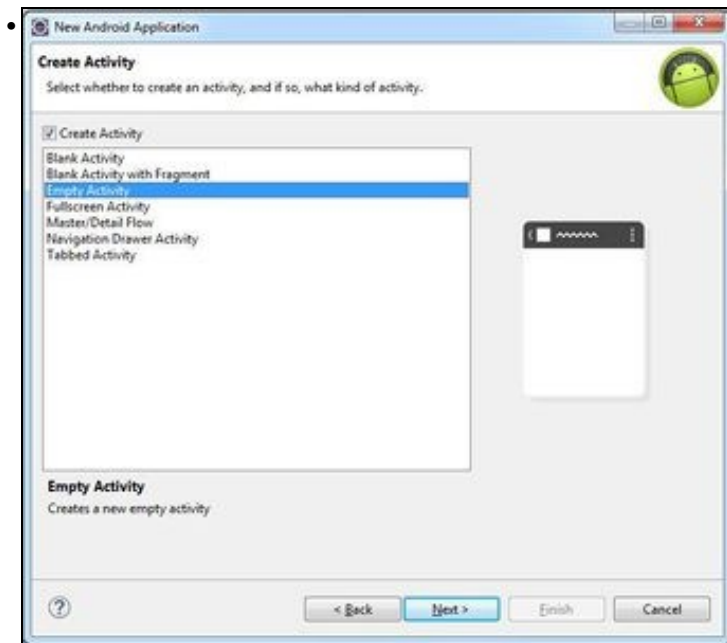 New Android Application
Create Activity
Select whether to create an activity, and if so, what kind of activity.
Create Activity
Blank Activity
Blank Activity with Fragment
Empty Activity
Fullscreen Activity
Master/Detail Flow
Navigation Drawer Activity
Tabbed Activity
Empty Activity
Creates a new empty activity
< Back Next > Finish Cancel